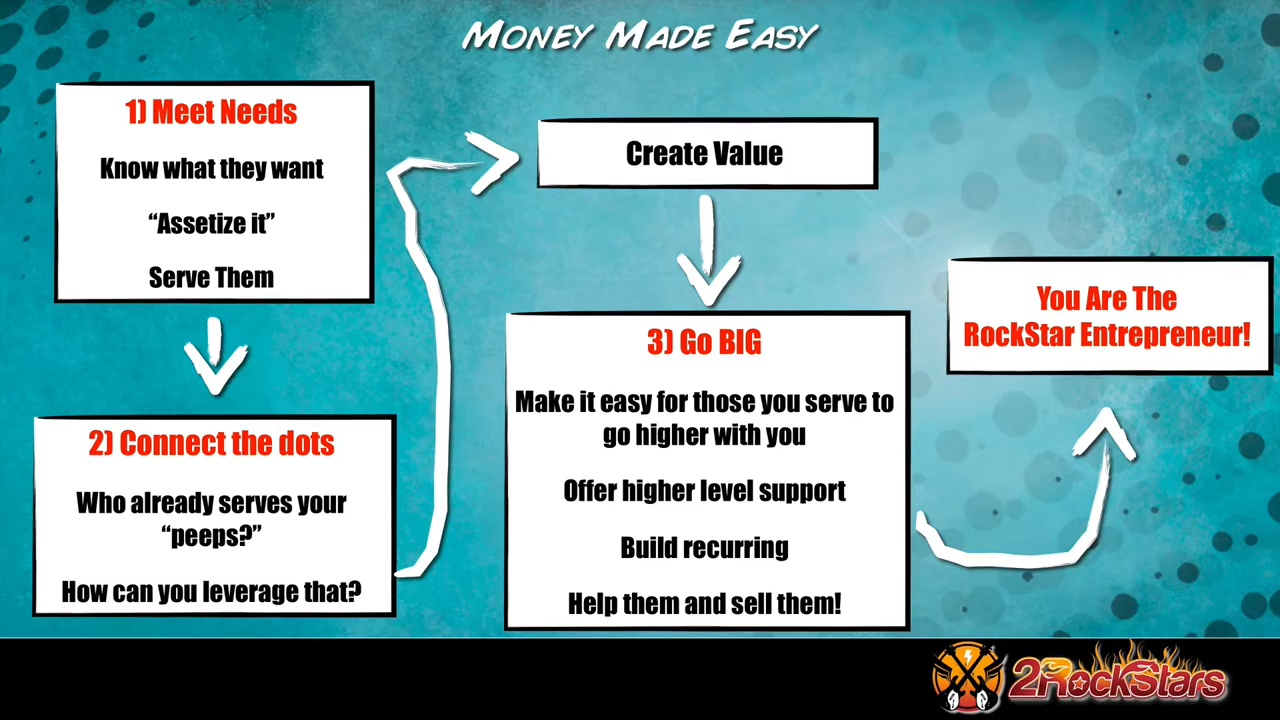 Money Made Easy
1) Meet Needs
Know what they want
“Assetize it”
Serve Them
2) Connect the dots
Who already serves your
“peeps?”
How can you leverage that?
Create Value
3) Go BIG
Make it easy for those you serve to
go higher with you
Offer higher level support
Build recurring
Help them and sell them!
You Are The
RockStar Entrepreneur!
2RockStars